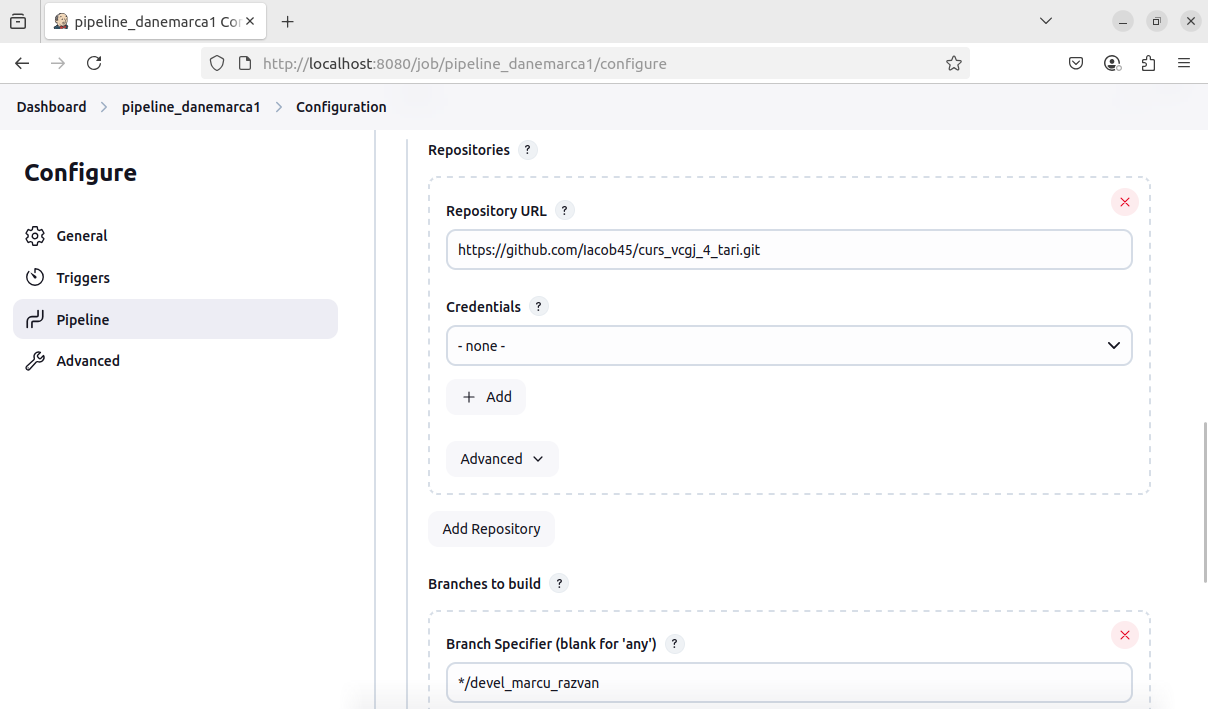 pipeline_danemarca1 Co
http://localhost:8080/job/pipeline_danemarca1/configure
Dashboard > pipeline_danemarca1 > Configuration
Configure
General
Triggers
Pipeline
Advanced
Repositories ?
Repository URL ?
https://github.com/Iacob45/curs_vcgj_4_tari.git
Credentials ?
- none -
+ Add
Advanced
Add Repository
Branches to build ?
Branch Specifier (blank for 'any') ?
*/devel_marcu_razvan